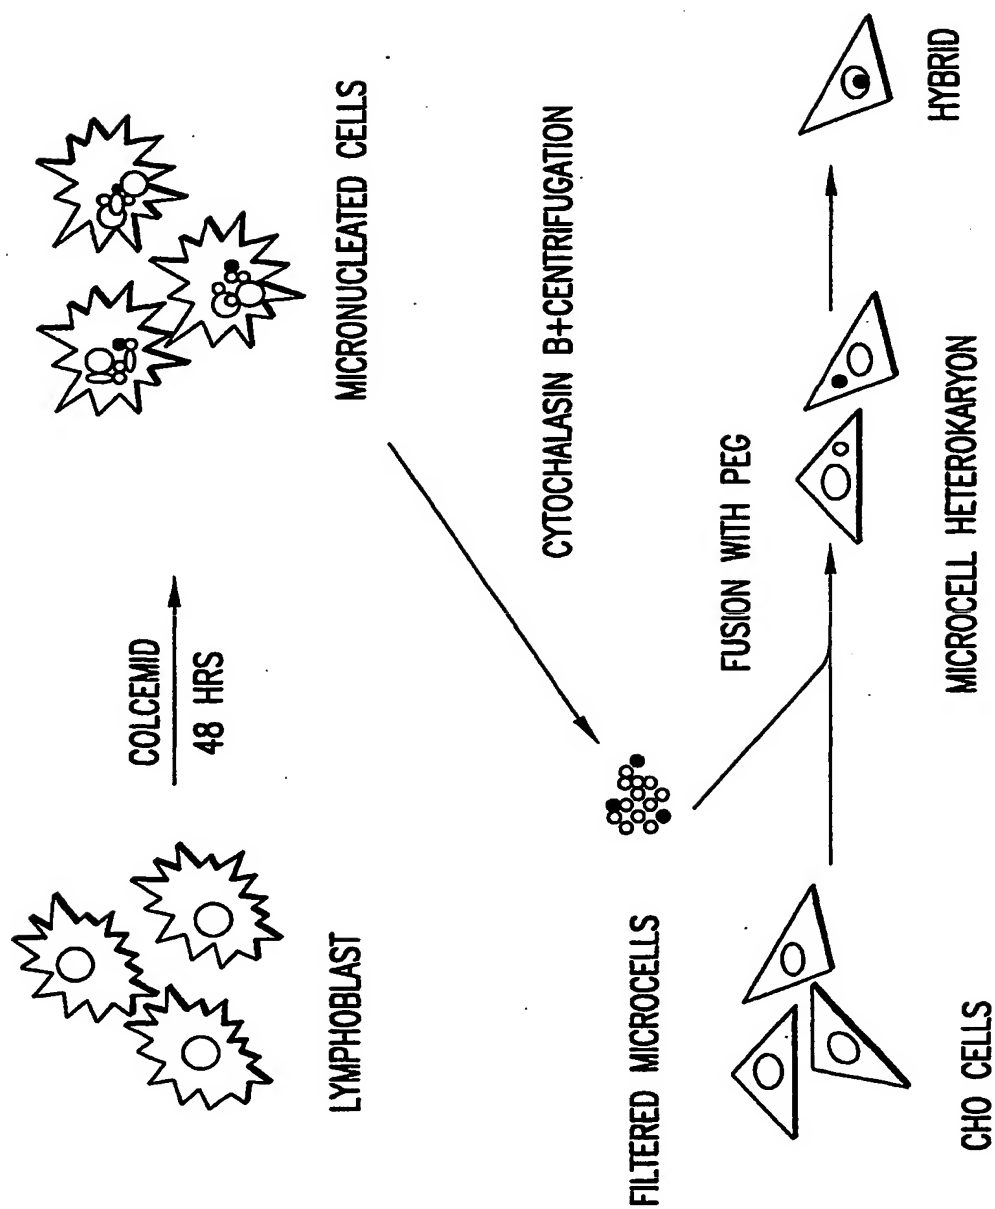 LYMPHOBLAST
COLCEMID
48 HRS
MICRONUCLEATED CELLS
CYTOCHALASIN B+CENTRIFUGATION
FILTERED MICROCELLS
FUSION WITH PEG
CHO CELLS
MICROCELL HETEROKARYON
HYBRID